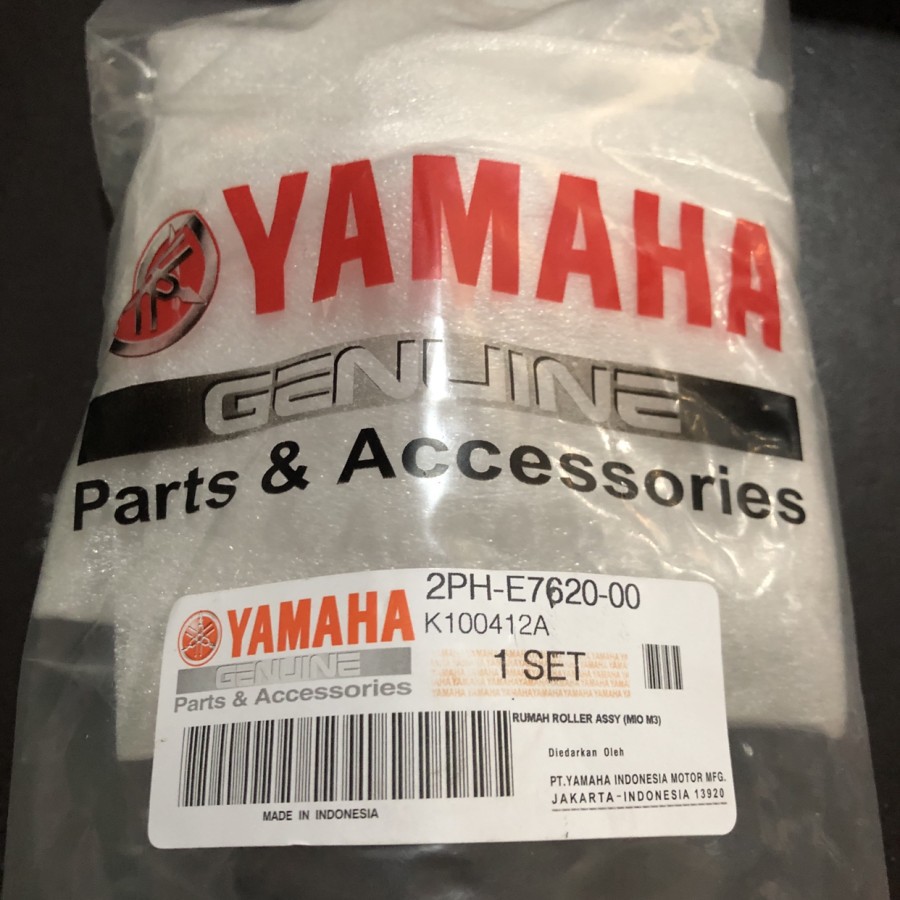 YAMAHA
GENUINE
Parts & Accessories
YAMAHA
GENUINE
Parts & Accessories
2PH-E7620-00
K100412A
1 SET
RUMAH ROLLER ASSY (MIO M3)
Diedarkan Oleh
PT.YAMAHA INDONESIA MOTOR MFG.
JAKARTA-INDONESIA 13920
MADE IN INDONESIA